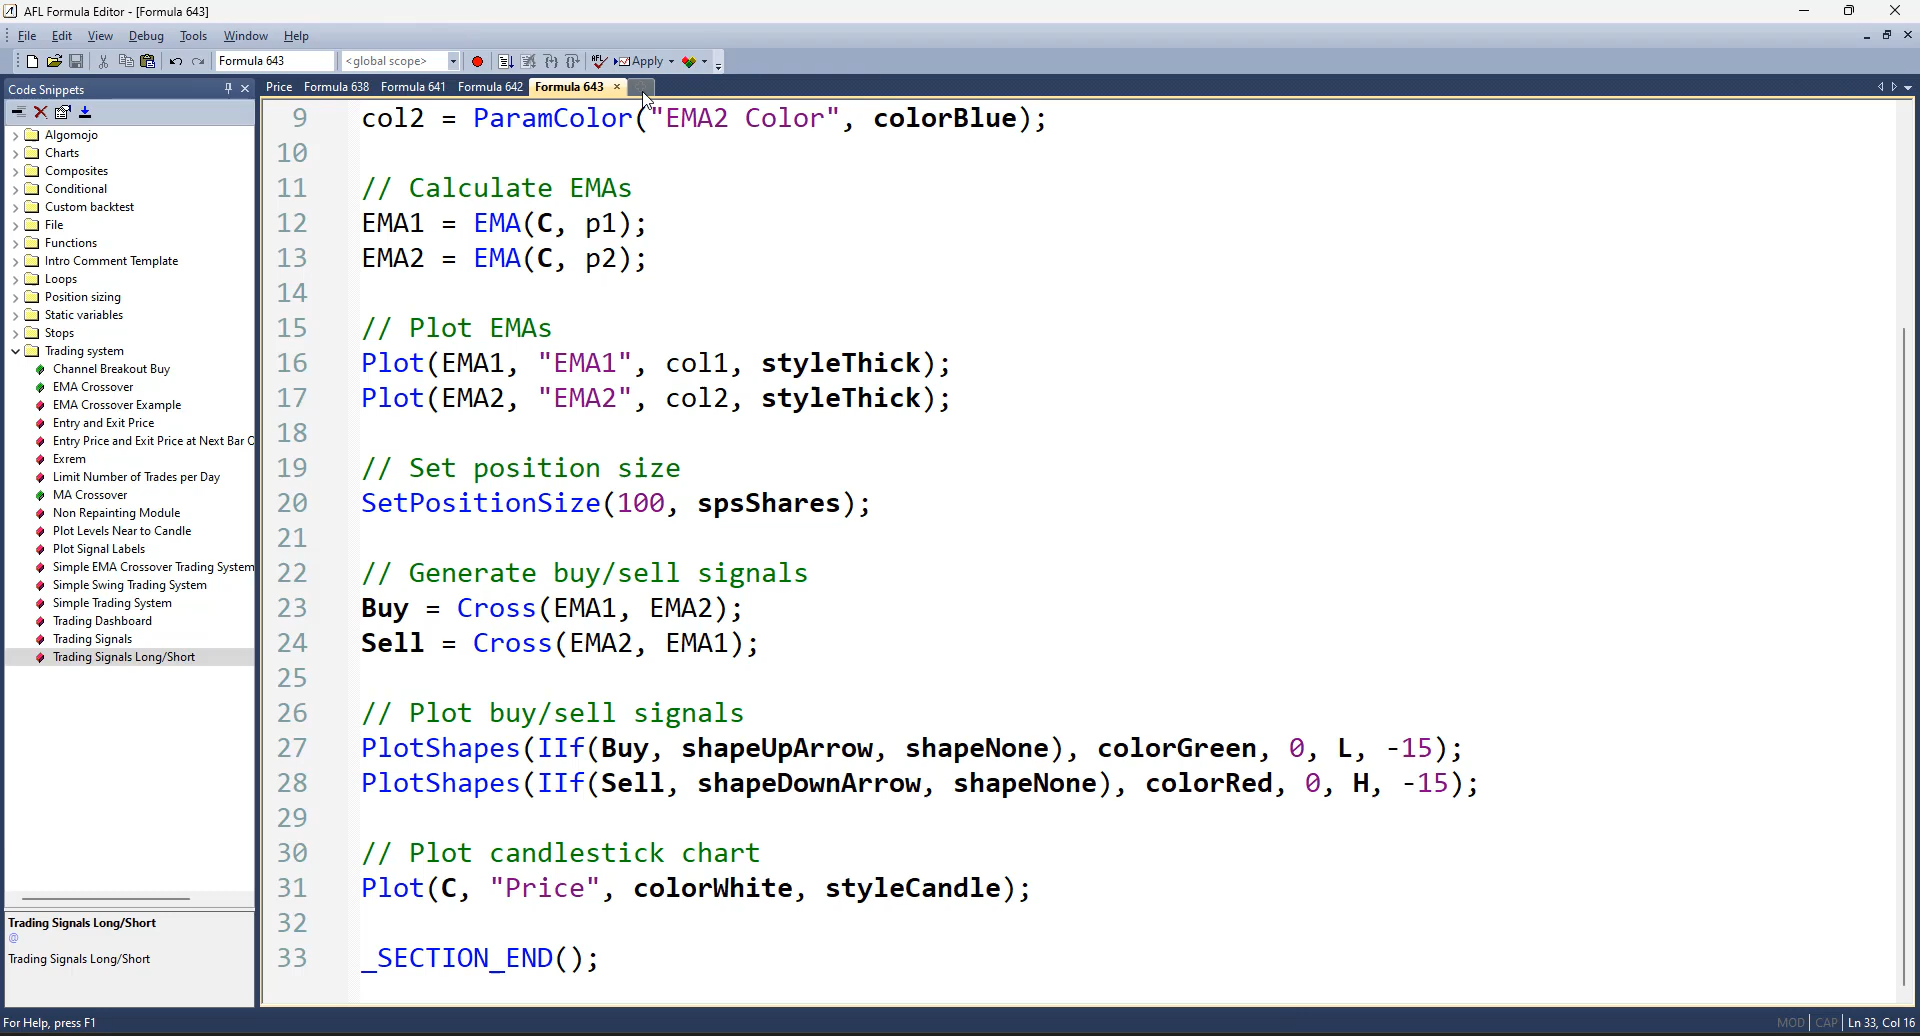 AFL Formula Editor - [Formula 643]
File Edit View Debug Tools Window Help
Formula 643 <global scope> Apply
Code Snippets
Price Formula 638 Formula 641 Formula 642 Formula 643
Algomojo
Charts
Composites
Conditional
Custom backtest
File
Functions
Intro Comment Template
Loops
Position sizing
Static variables
Stops
Trading system
Channel Breakout Buy
EMA Crossover
EMA Crossover Example
Entry and Exit Price
Entry Price and Exit Price at Next Bar O
Exrem
Limit Number of Trades per Day
MA Crossover
Non Repainting Module
Plot Levels Near to Candle
Plot Signal Labels
Simple EMA Crossover Trading System
Simple Swing Trading System
Simple Trading System
Trading Dashboard
Trading Signals
Trading Signals Long/Short
Trading Signals Long/Short
@
Trading Signals Long/Short
9 col2 = ParamColor("EMA2 Color", colorBlue);
10
11 // Calculate EMAs
12 EMA1 = EMA(C, p1);
13 EMA2 = EMA(C, p2);
14
15 // Plot EMAs
16 Plot(EMA1, "EMA1", col1, styleThick);
17 Plot(EMA2, "EMA2", col2, styleThick);
18
19 // Set position size
20 SetPositionSize(100, spsShares);
21
22 // Generate buy/sell signals
23 Buy = Cross(EMA1, EMA2);
24 Sell = Cross(EMA2, EMA1);
25
26 // Plot buy/sell signals
27 PlotShapes(IIf(Buy, shapeUpArrow, shapeNone), colorGreen, 0, L, -15);
28 PlotShapes(IIf(Sell, shapeDownArrow, shapeNone), colorRed, 0, H, -15);
29
30 // Plot candlestick chart
31 Plot(C, "Price", colorWhite, styleCandle);
32
33 _SECTION_END();
For Help, press F1 MOD CAP Ln 33, Col 16